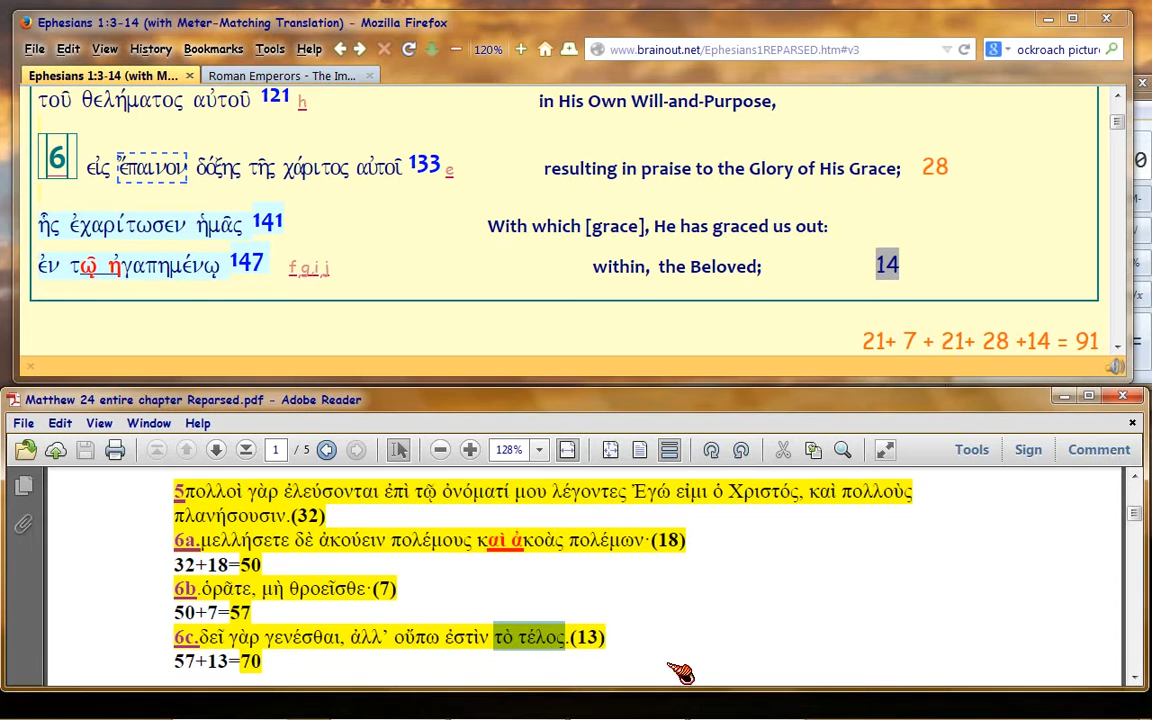 Ephesians 1:3-14 (with Meter-Matching Translation) - Mozilla Firefox
File Edit View History Bookmarks Tools Help 120% www.brainout.net/Ephesians1REPARSED.htm#v3 ockroach picture
Ephesians 1:3-14 (with M... × Roman Emperors - The Im... ×
τοῦ θελήματος αὐτοῦ 121 h in His Own Will-and-Purpose,
6 εἰς ἔπαινον δόξης τῆς χάριτος αὐτοῖ 133 e resulting in praise to the Glory of His Grace; 28
ἧς ἐχαρίτωσεν ἡμᾶς 141 With which [grace], He has graced us out:
ἐν τῷ ἠγαπημένῳ 147 f g i j within, the Beloved; 14
21+ 7 + 21+ 28 +14 = 91
Matthew 24 entire chapter Reparsed.pdf - Adobe Reader
File Edit View Window Help
1 / 5 128% Tools Sign Comment
5πολλοὶ γὰρ ἐλεύσονται ἐπὶ τῷ ὀνόματί μου λέγοντες Ἐγώ εἰμι ὁ Χριστός, καὶ πολλοὺς
πλανήσουσιν.(32)
6a.μελλήσετε δὲ ἀκούειν πολέμους καὶ ἀκοὰς πολέμων·(18)
32+18=50
6b.ὁρᾶτε, μὴ θροεῖσθε·(7)
50+7=57
6c.δεῖ γὰρ γενέσθαι, ἀλλ’ οὔπω ἐστὶν τὸ τέλος.(13)
57+13=70